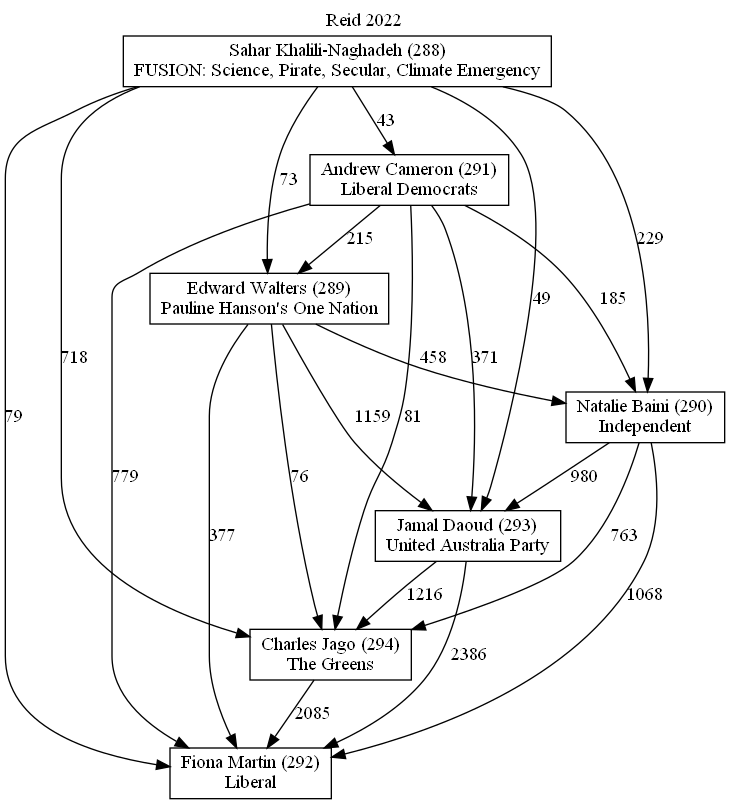 Reid 2022
Sahar Khalili-Naghadeh (288)
FUSION: Science, Pirate, Secular, Climate Emergency
43
Andrew Cameron (291)
Liberal Democrats
73
215
229
Edward Walters (289)
Pauline Hanson's One Nation
49
185
718
458
371
79
1159
81
Natalie Baini (290)
Independent
779
76
980
377
Jamal Daoud (293)
United Australia Party
763
1216
1068
Charles Jago (294)
The Greens
2386
2085
Fiona Martin (292)
Liberal